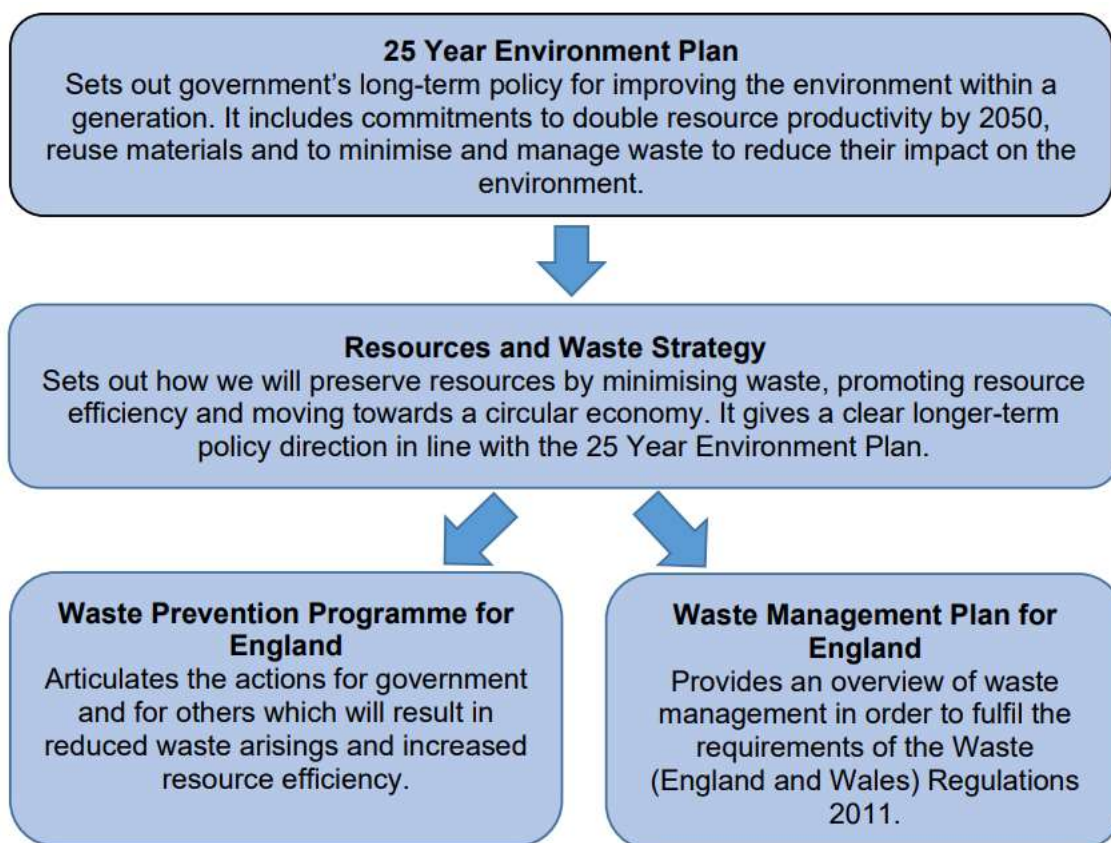 25 Year Environment Plan
Sets out government’s long-term policy for improving the environment within a
generation. It includes commitments to double resource productivity by 2050,
reuse materials and to minimise and manage waste to reduce their impact on the
environment.
Resources and Waste Strategy
Sets out how we will preserve resources by minimising waste, promoting resource
efficiency and moving towards a circular economy. It gives a clear longer-term
policy direction in line with the 25 Year Environment Plan.
Waste Prevention Programme for
England
Articulates the actions for government
and for others which will result in
reduced waste arisings and increased
resource efficiency.
Waste Management Plan for
England
Provides an overview of waste
management in order to fulfil the
requirements of the Waste
(England and Wales) Regulations
2011.